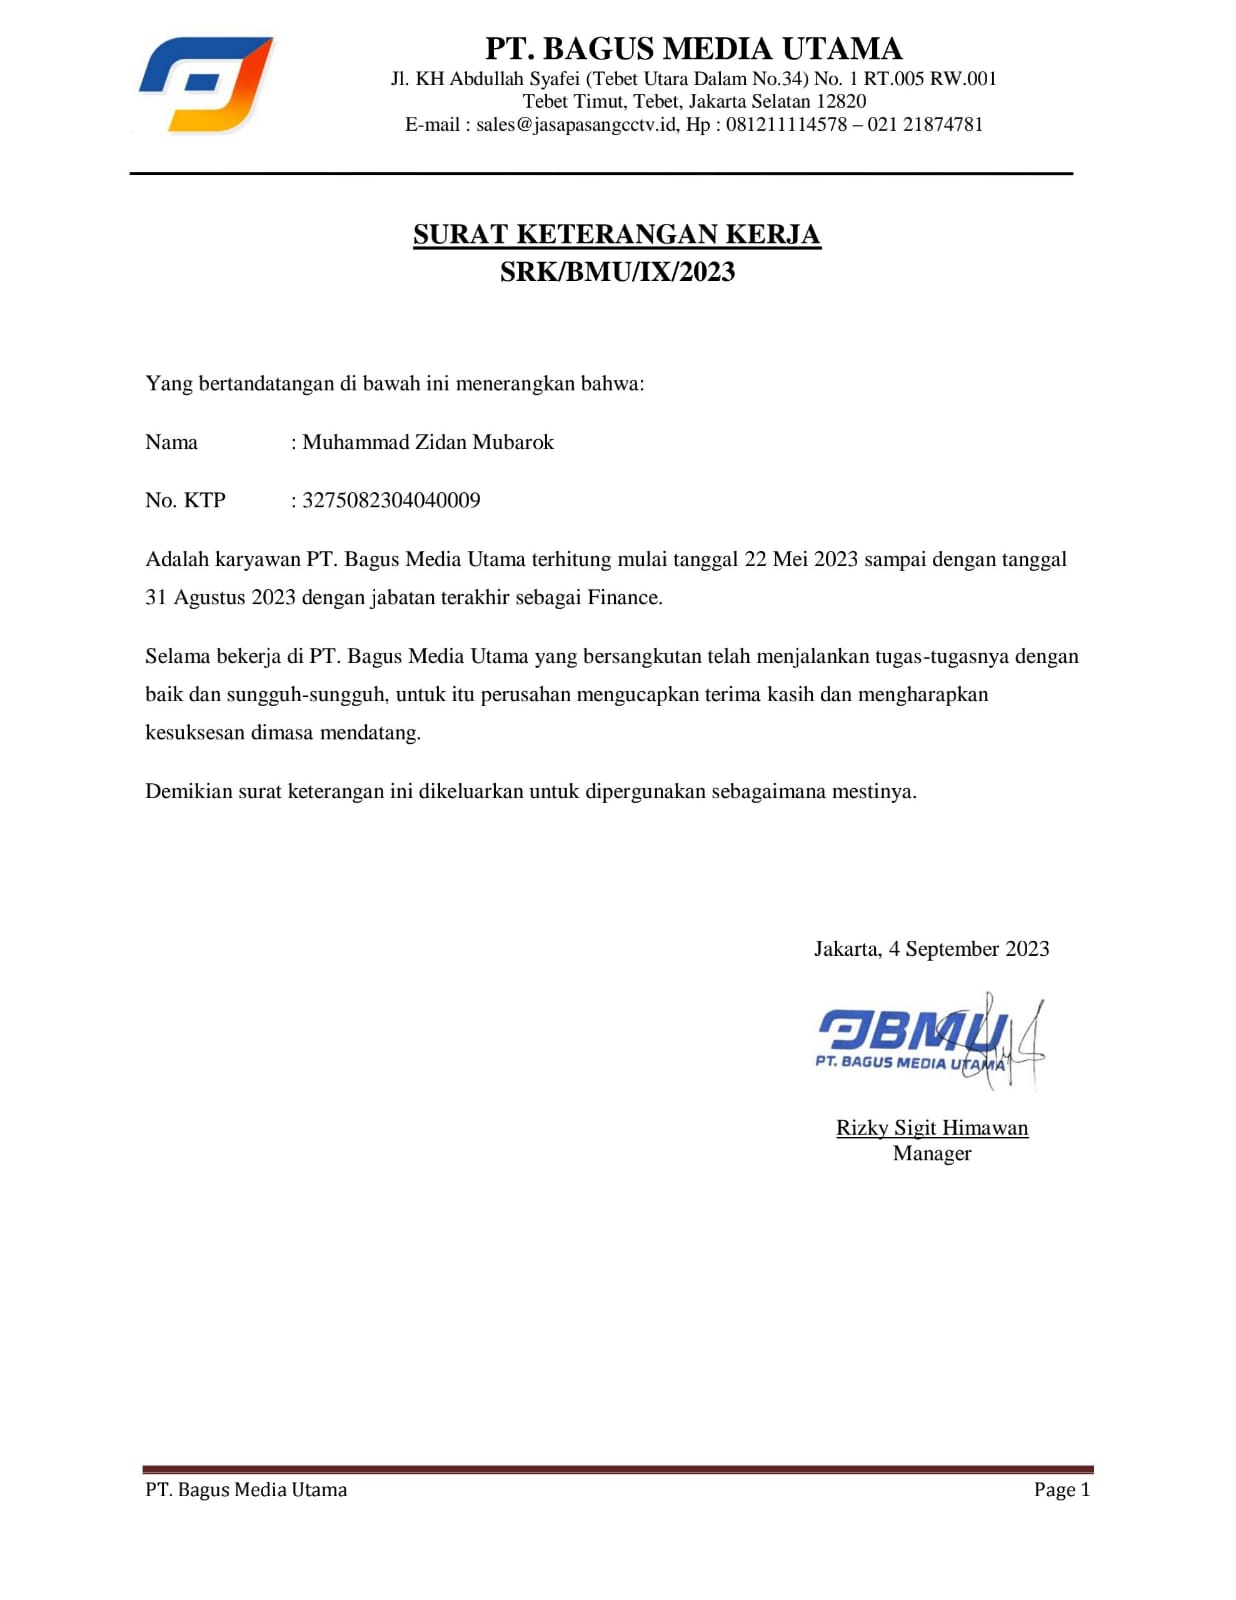 PT. BAGUS MEDIA UTAMA
Jl. KH Abdullah Syafei (Tebet Utara Dalam No.34) No. 1 RT.005 RW.001
Tebet Timut, Tebet, Jakarta Selatan 12820
E-mail : sales@jasapasangcctv.id, Hp : 081211114578 – 021 21874781
SURAT KETERANGAN KERJA
SRK/BMU/IX/2023
Yang bertandatangan di bawah ini menerangkan bahwa:
Nama : Muhammad Zidan Mubarok
No. KTP : 3275082304040009
Adalah karyawan PT. Bagus Media Utama terhitung mulai tanggal 22 Mei 2023 sampai dengan tanggal
31 Agustus 2023 dengan jabatan terakhir sebagai Finance.
Selama bekerja di PT. Bagus Media Utama yang bersangkutan telah menjalankan tugas-tugasnya dengan
baik dan sungguh-sungguh, untuk itu perusahan mengucapkan terima kasih dan mengharapkan
kesuksesan dimasa mendatang.
Demikian surat keterangan ini dikeluarkan untuk dipergunakan sebagaimana mestinya.
Jakarta, 4 September 2023
BMU
PT. BAGUS MEDIA UTAMA
Rizky Sigit Himawan
Manager
PT. Bagus Media Utama Page 1